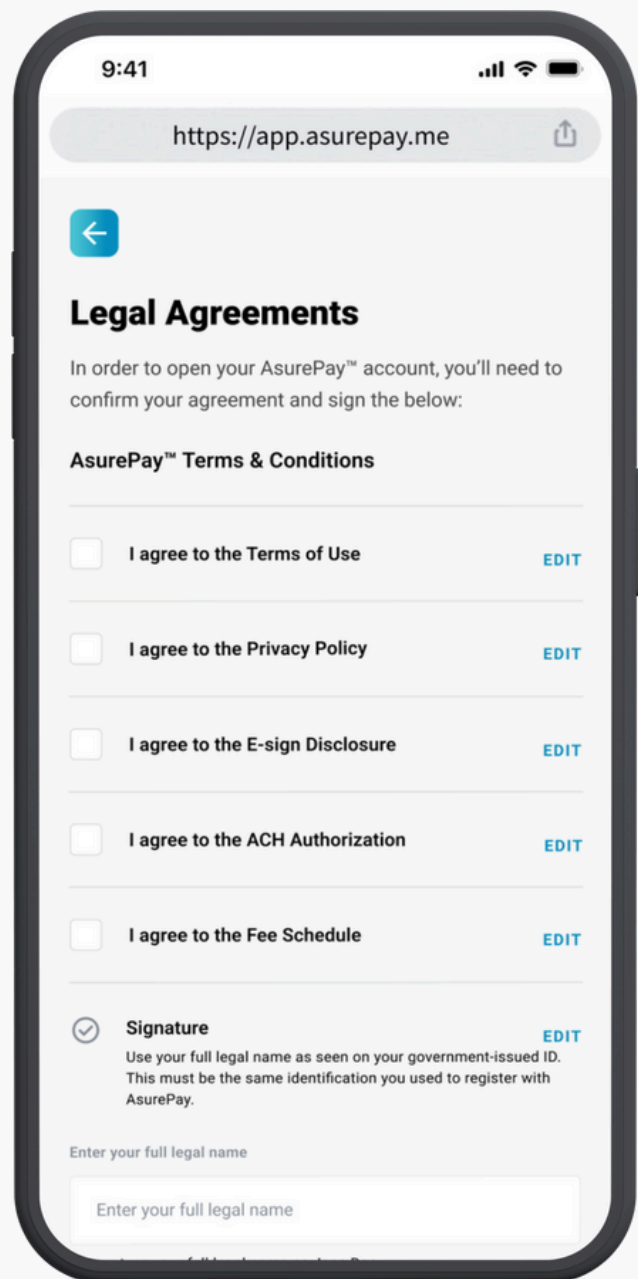 9:41
https://app.asurepay.me
Legal Agreements
In order to open your AsurePay™ account, you'll need to
confirm your agreement and sign the below:
AsurePay™ Terms & Conditions
I agree to the Terms of Use
EDIT
I agree to the Privacy Policy
EDIT
I agree to the E-sign Disclosure
EDIT
I agree to the ACH Authorization
EDIT
I agree to the Fee Schedule
EDIT
Signature
EDIT
Use your full legal name as seen on your government-issued ID.
This must be the same identification you used to register with
AsurePay.
Enter your full legal name
Enter your full legal name